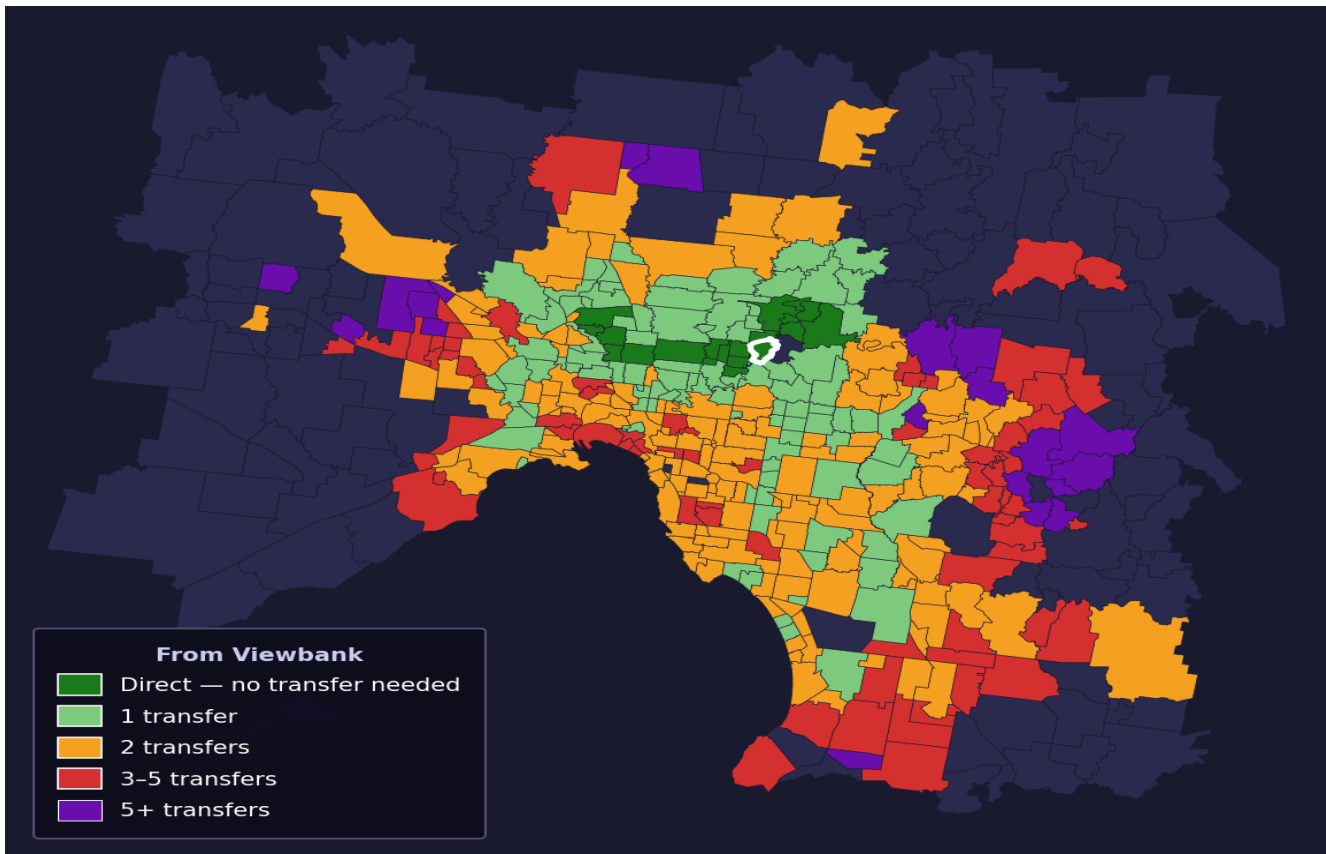 From Viewbank
Direct — no transfer needed
1 transfer
2 transfers
3–5 transfers
5+ transfers